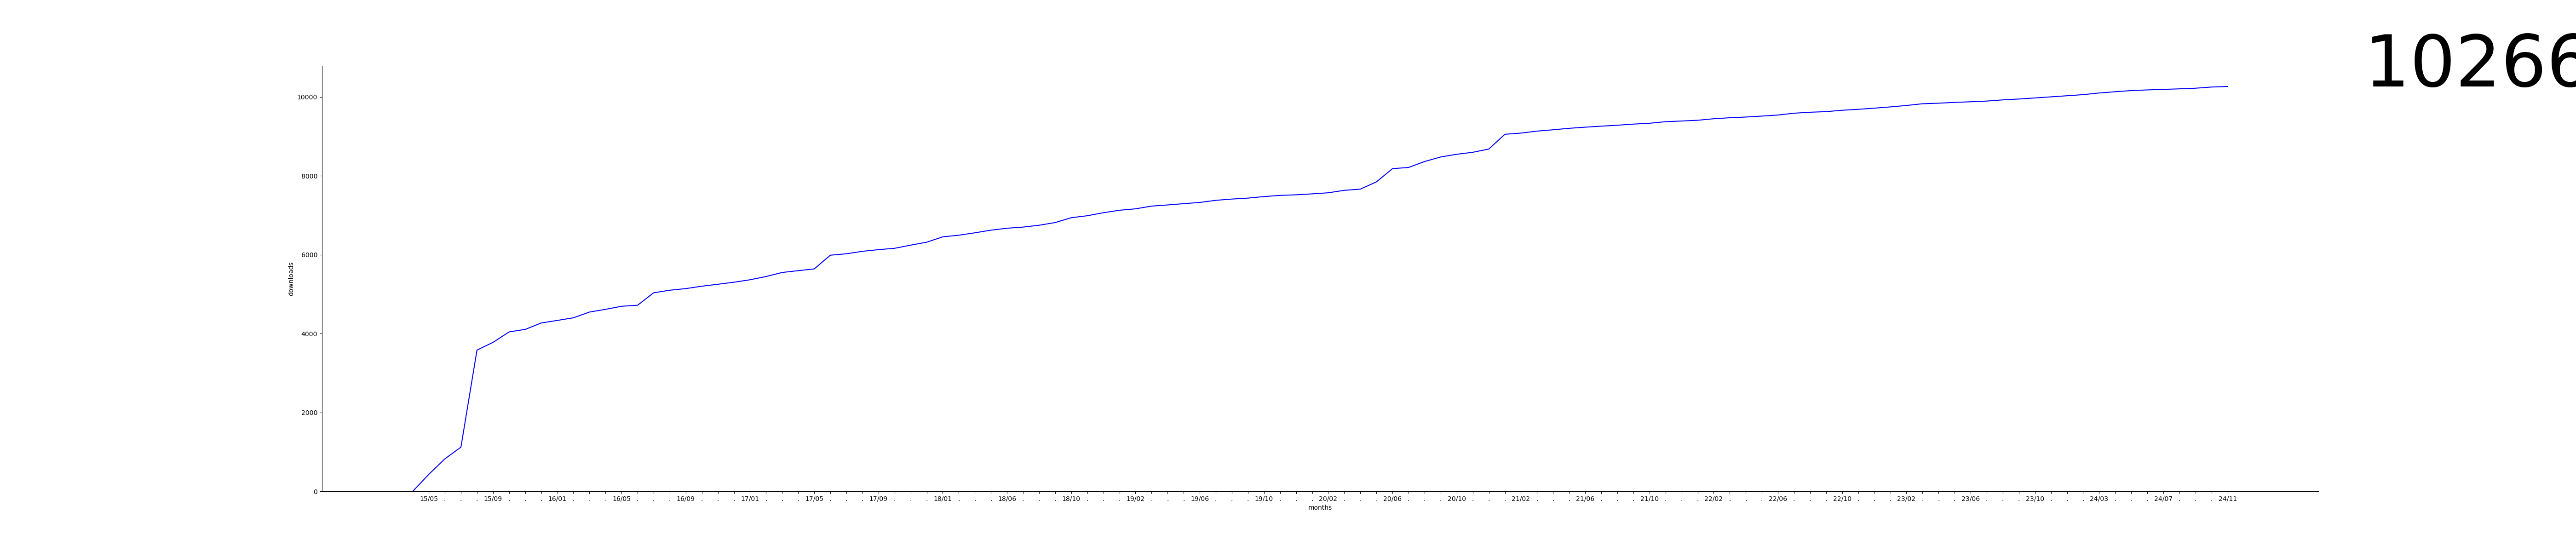 10266
10000
8000
6000
4000
2000
0
downloads
15/05 . . . 15/09 . . . 16/01 . . . 16/05 . . . 16/09 . . . 17/01 . . . 17/05 . . . 17/09 . . . 18/01 . . . 18/06 . . . 18/10 . . . 19/02 . . . 19/06 . . . 19/10 . . . 20/02 . . . 20/06 . . . 20/10 . . . 21/02 . . . 21/06 . . . 21/10 . . . 22/02 . . . 22/06 . . . 22/10 . . . 23/02 . . . 23/06 . . . 23/10 . . . 24/03 . . . 24/07 . . . 24/11
months